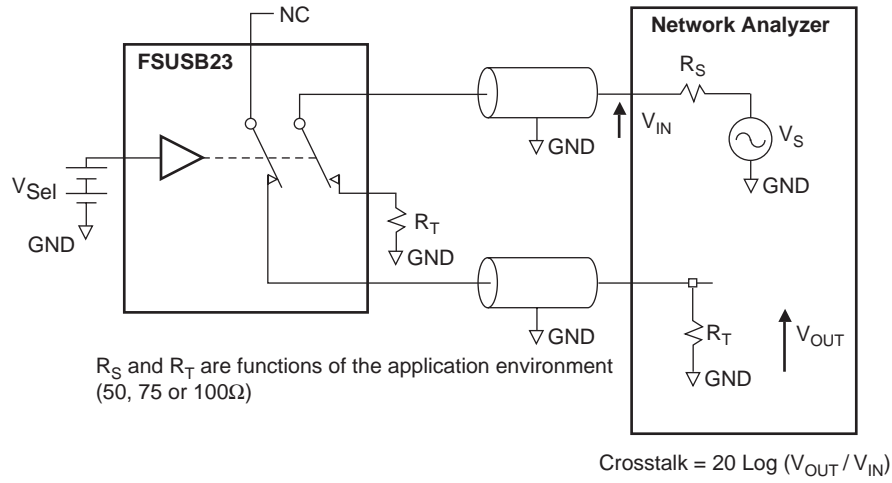 NC
Network Analyzer
FSUSB23
R_S
V_IN
GND
V_S
GND
V_Sel
GND
R_T
GND
GND
R_T
V_OUT
GND
R_S and R_T are functions of the application environment
(50, 75 or 100Ω)
Crosstalk = 20 Log (V_OUT / V_IN)